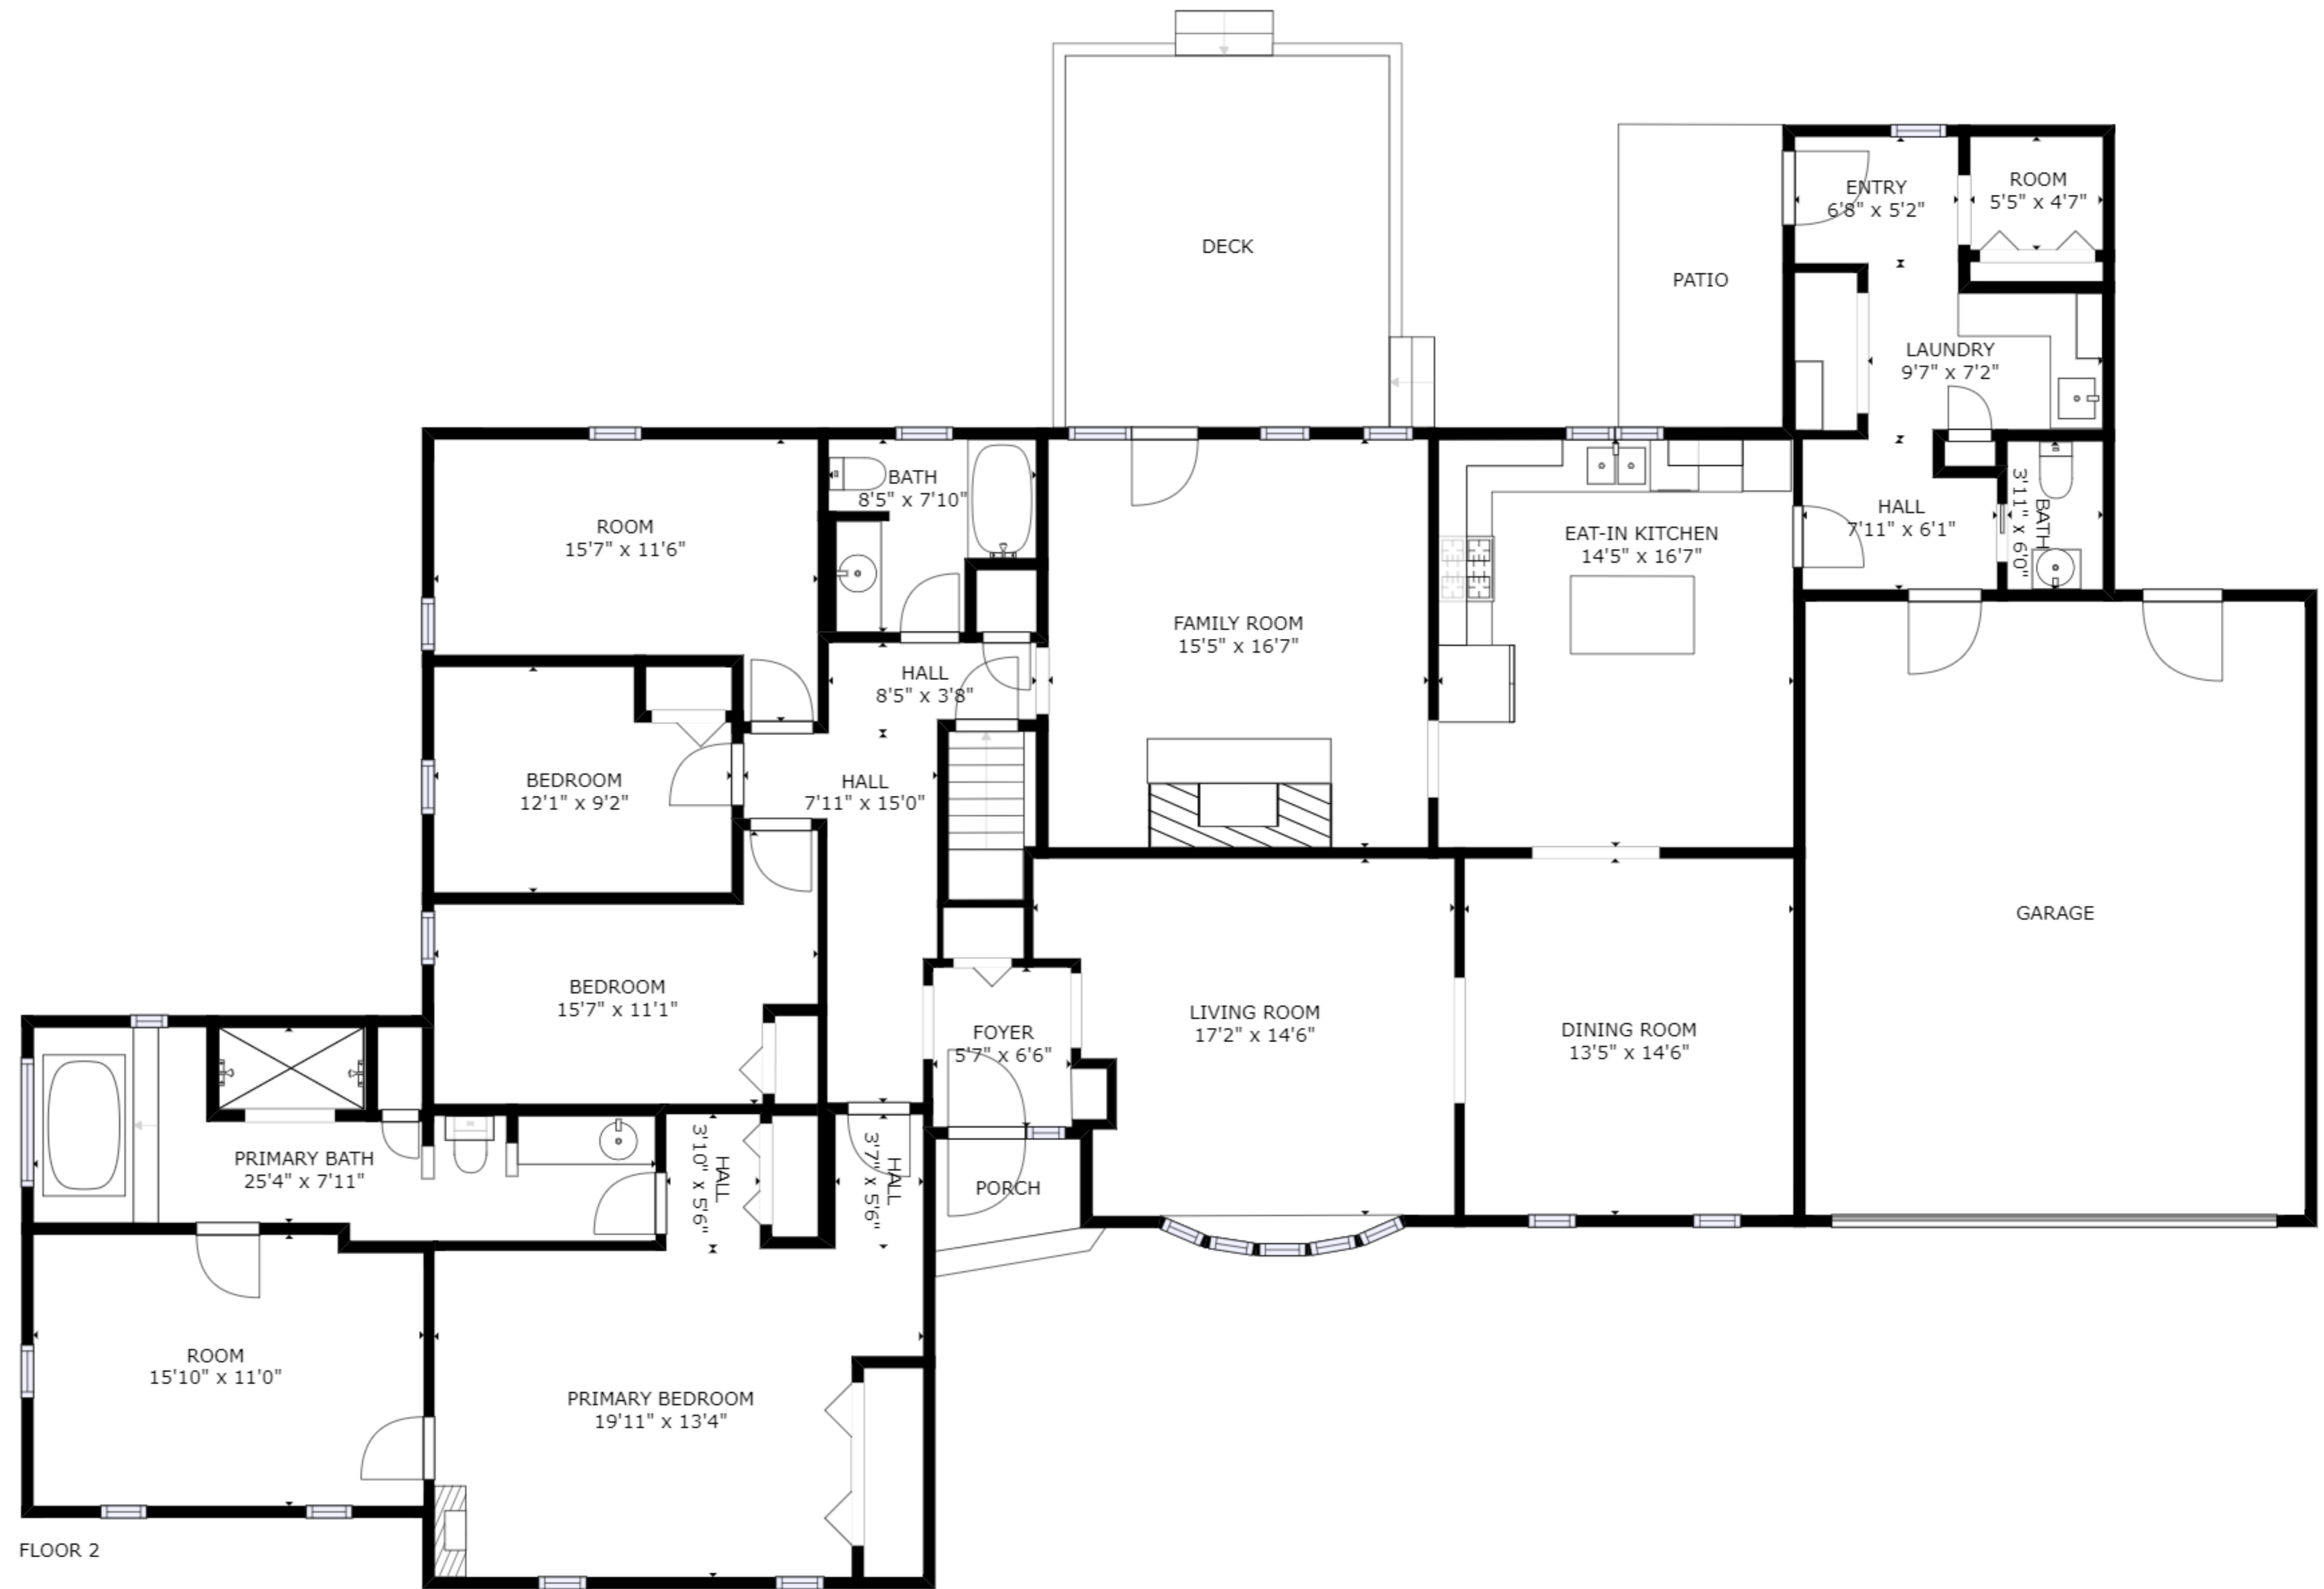 ENTRY
6'8" x 5'2"
ROOM
5'5" x 4'7"
DECK
PATIO
LAUNDRY
9'7" x 7'2"
BATH
8'5" x 7'10"
ROOM
15'7" x 11'6"
EAT-IN KITCHEN
14'5" x 16'7"
HALL
7'11" x 6'1"
BATH
3'11" x 6'0"
FAMILY ROOM
15'5" x 16'7"
HALL
8'5" x 3'8"
BEDROOM
12'1" x 9'2"
HALL
7'11" x 15'0"
GARAGE
BEDROOM
15'7" x 11'1"
FOYER
5'7" x 6'6"
LIVING ROOM
17'2" x 14'6"
DINING ROOM
13'5" x 14'6"
PRIMARY BATH
25'4" x 7'11"
HALL
3'10" x 5'6"
HALL
3'7" x 5'6"
PORCH
ROOM
15'10" x 11'0"
PRIMARY BEDROOM
19'11" x 13'4"
FLOOR 2